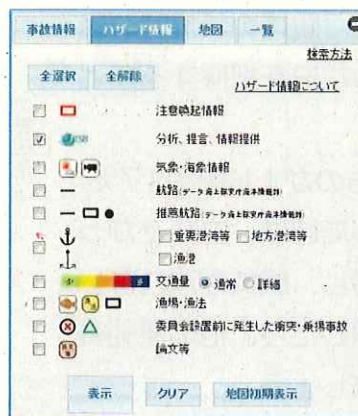 事故情報 ハザード情報 地図 一覧
検索方法
全選択 全解除
ハザード情報について
注意喚起情報
分析、提言、情報提供
気象・海象情報
航路(データ:海上保安庁海洋情報部)
推薦航路(データ:海上保安庁海洋情報部)
重要港湾等 地方港湾等
漁港
交通量 通常 詳細
漁場・漁法
委員会設置前に発生した衝突・乗揚事故
論文等
表示 クリア 地図初期表示